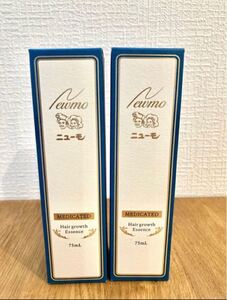 Newmo
ニューモ
MEDICATED
Hair growth
Essence
75mL
Newmo
ニューモ
MEDICATED
Hair growth
Essence
75mL